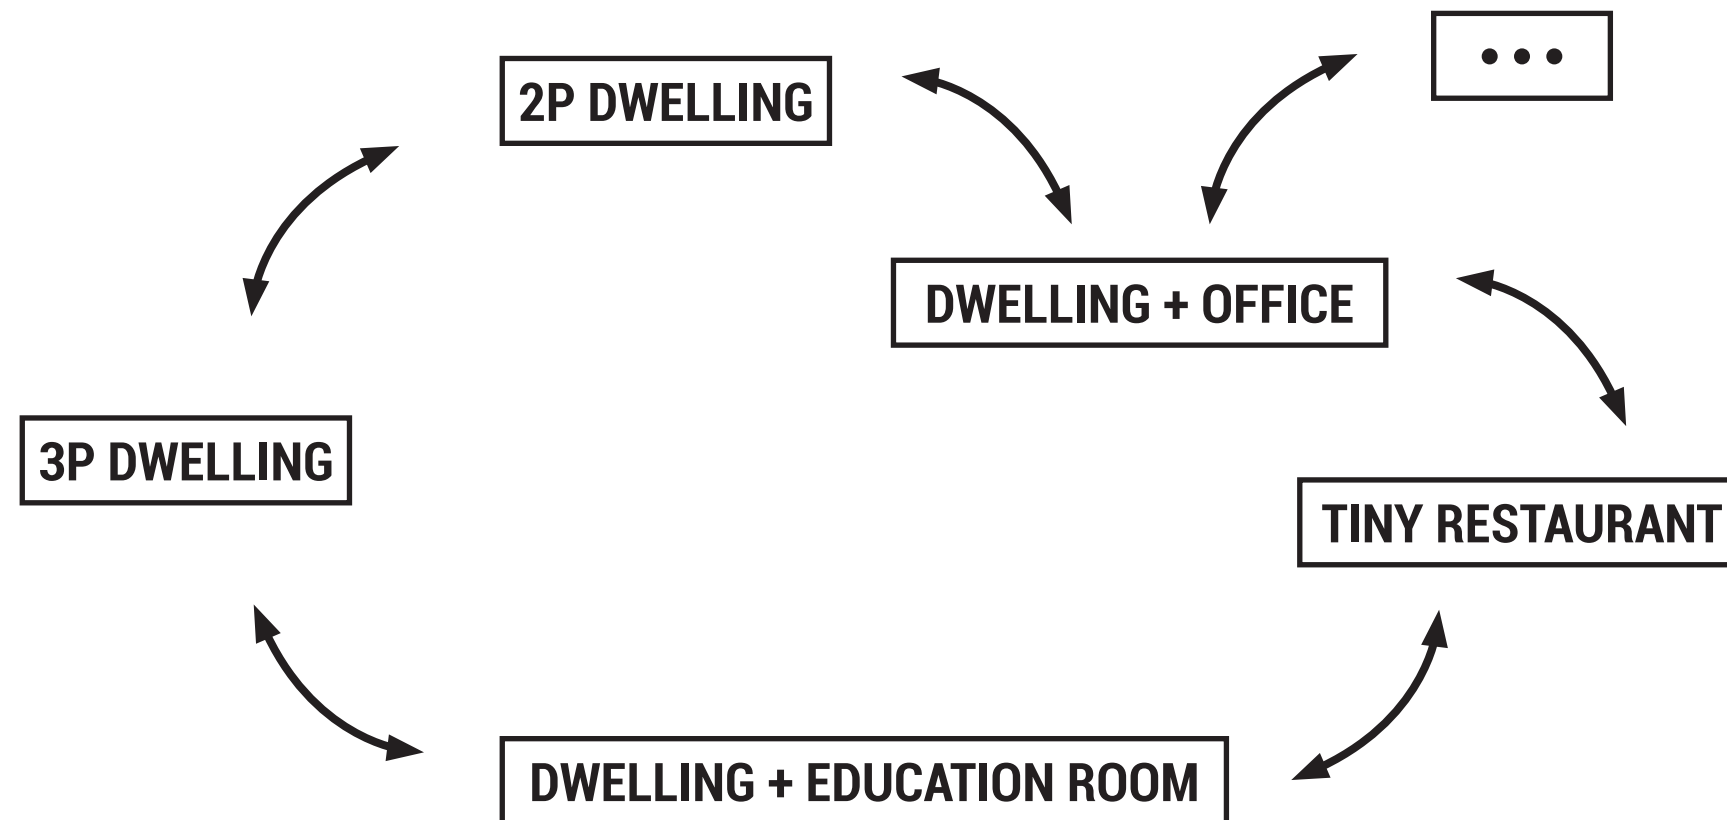 •••
2P DWELLING
DWELLING + OFFICE
3P DWELLING
TINY RESTAURANT
DWELLING + EDUCATION ROOM